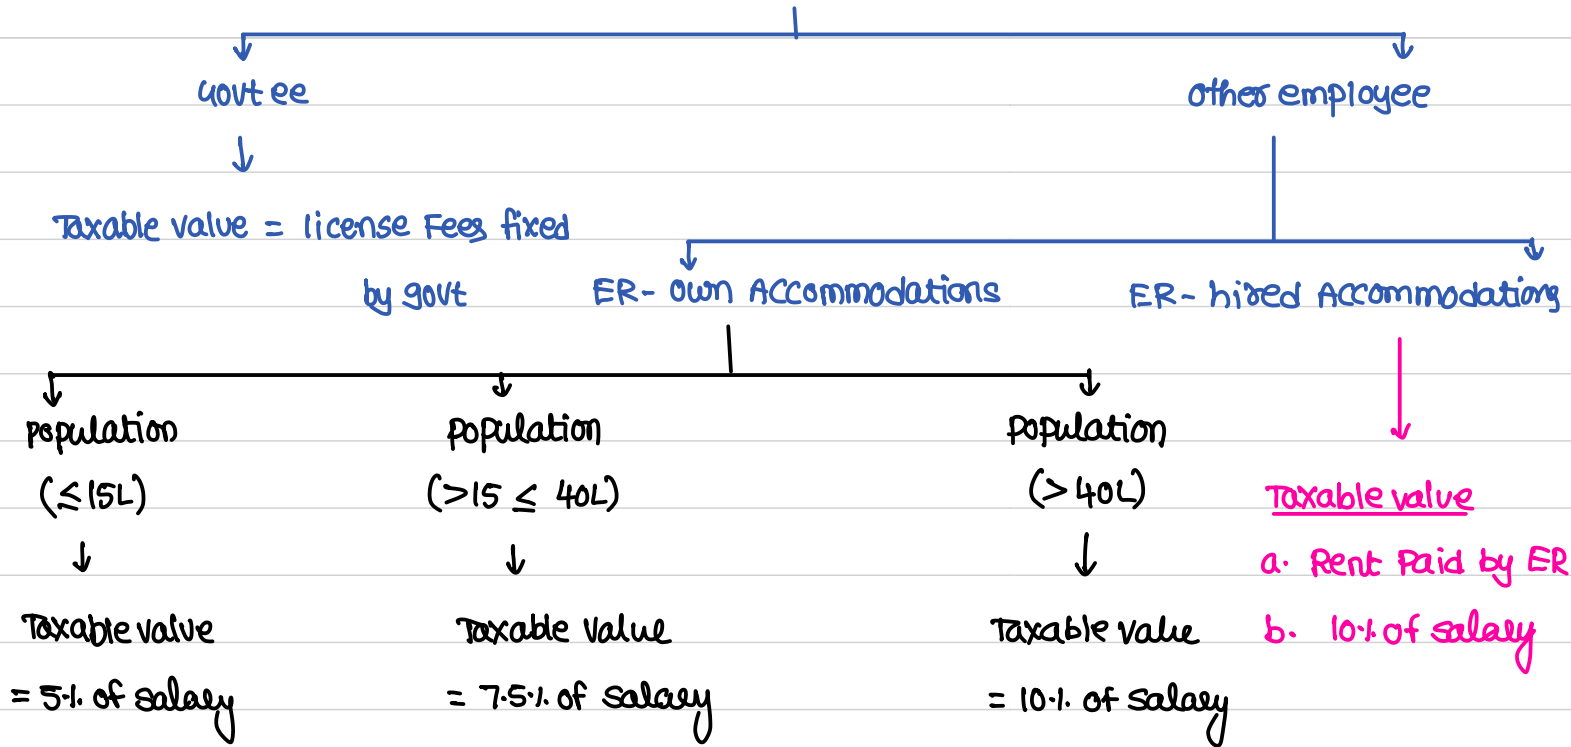 Govt ee
other employee
Taxable value = license Fees fixed
by govt
ER- own Accommodations
ER- hired Accommodations
population
(≤15L)
Taxable value
= 5% of salary
population
(>15 ≤ 40L)
Taxable value
= 7.5% of salary
population
(>40L)
Taxable value
= 10% of salary
Taxable value
a. Rent Paid by ER
b. 10% of salary